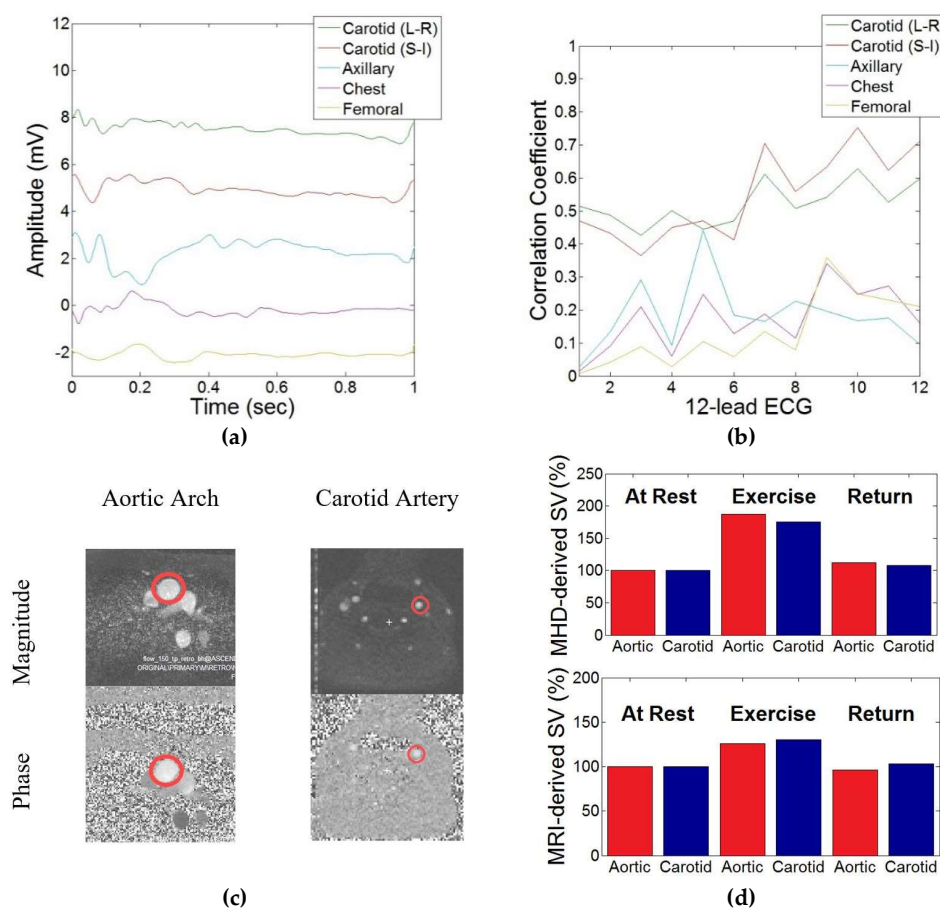 Carotid (L-R)
Carotid (S-I)
Axillary
Chest
Femoral
12
10
8
6
4
2
0
-2
Amplitude (mV)
0
0.2
0.4
0.6
0.8
1
Time (sec)
(a)
Carotid (L-R)
Carotid (S-I)
Axillary
Chest
Femoral
1
0.9
0.8
0.7
0.6
0.5
0.4
0.3
0.2
0.1
0
Correlation Coefficient
2
4
6
8
10
12
12-lead ECG
(b)
Aortic Arch
Carotid Artery
Magnitude
flow_150_tp_retro_bh@ASCEND
ORIGINAL\PRIMARY\M\RETRO\
F
Phase
(c)
MHD-derived SV (%)
250
200
150
100
50
0
At Rest
Exercise
Return
Aortic
Carotid
Aortic
Carotid
Aortic
Carotid
MRI-derived SV (%)
200
150
100
50
0
At Rest
Exercise
Return
Aortic
Carotid
Aortic
Carotid
Aortic
Carotid
(d)